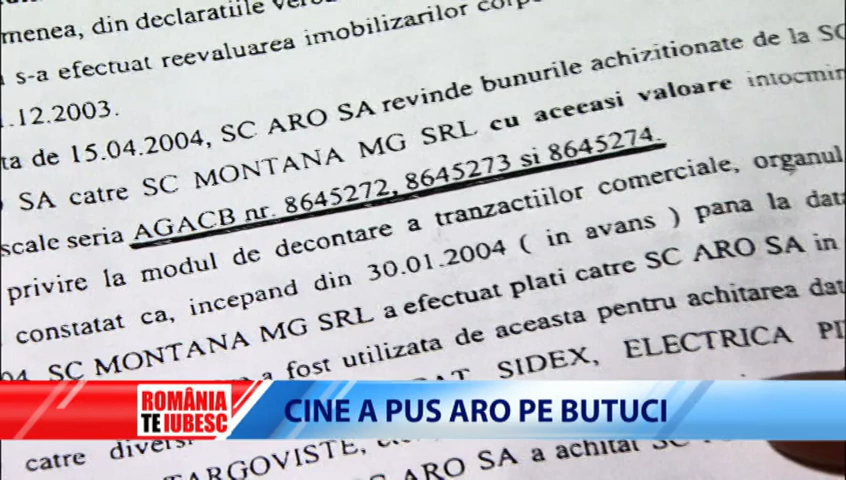 menea, din declaratiile
s-a efectuat reevaluarea imobilizarilor
.12.2003.
ta de 15.04.2004, SC ARO SA revinde bunurile achizitionate de la SC
SA catre SC MONTANA MG SRL cu aceeasi valoare intocmin
scale seria AGACB nr. 8645272, 8645273 si 8645274.
privire la modul de decontare a tranzactiilor comerciale, organul
constatat ca, incepand din 30.01.2004 ( in avans ) pana la data
04, SC MONTANA MG SRL a efectuat plati catre SC ARO SA in
a fost utilizata de aceasta pentru achitarea dat
SIDEX, ELECTRICA PI
catre
TARGOVISTE,
ARO SA a achitat SC
ROMÂNIA
TE IUBESC
CINE A PUS ARO PE BUTUCI